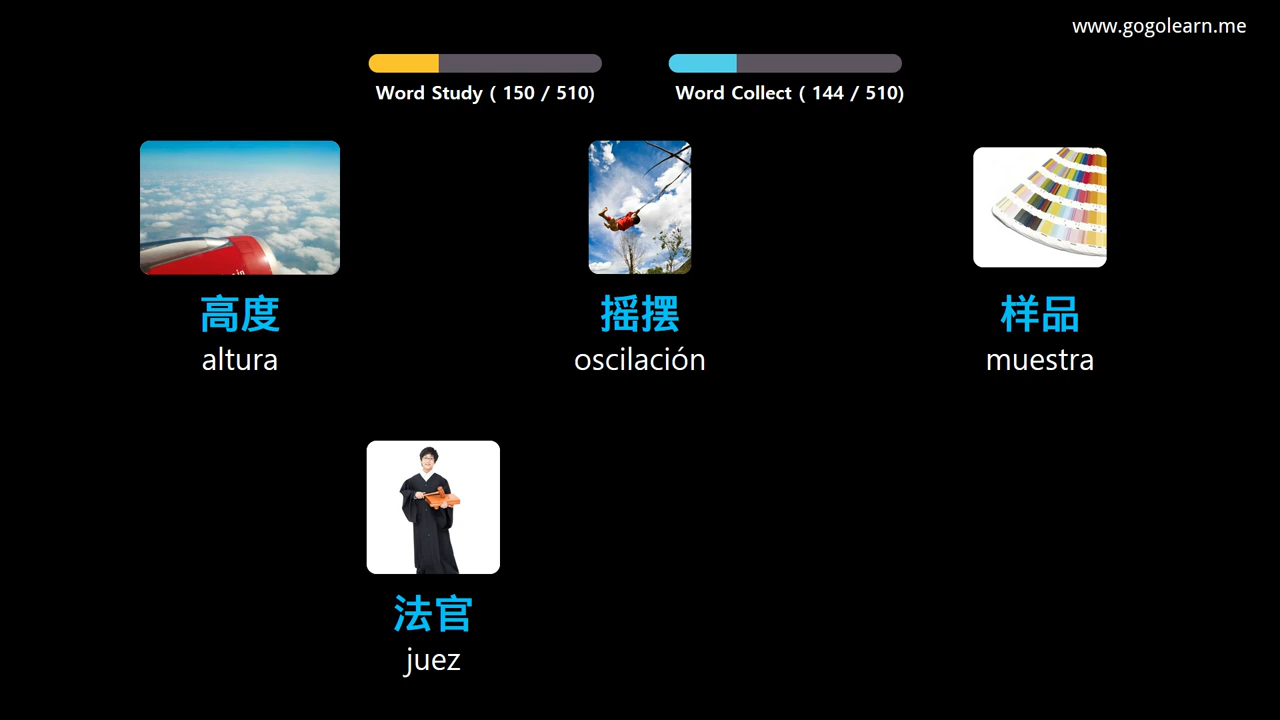 www.gogolearn.me
Word Study ( 150 / 510)
Word Collect ( 144 / 510)
高度
altura
摇摆
oscilación
样品
muestra
法官
juez